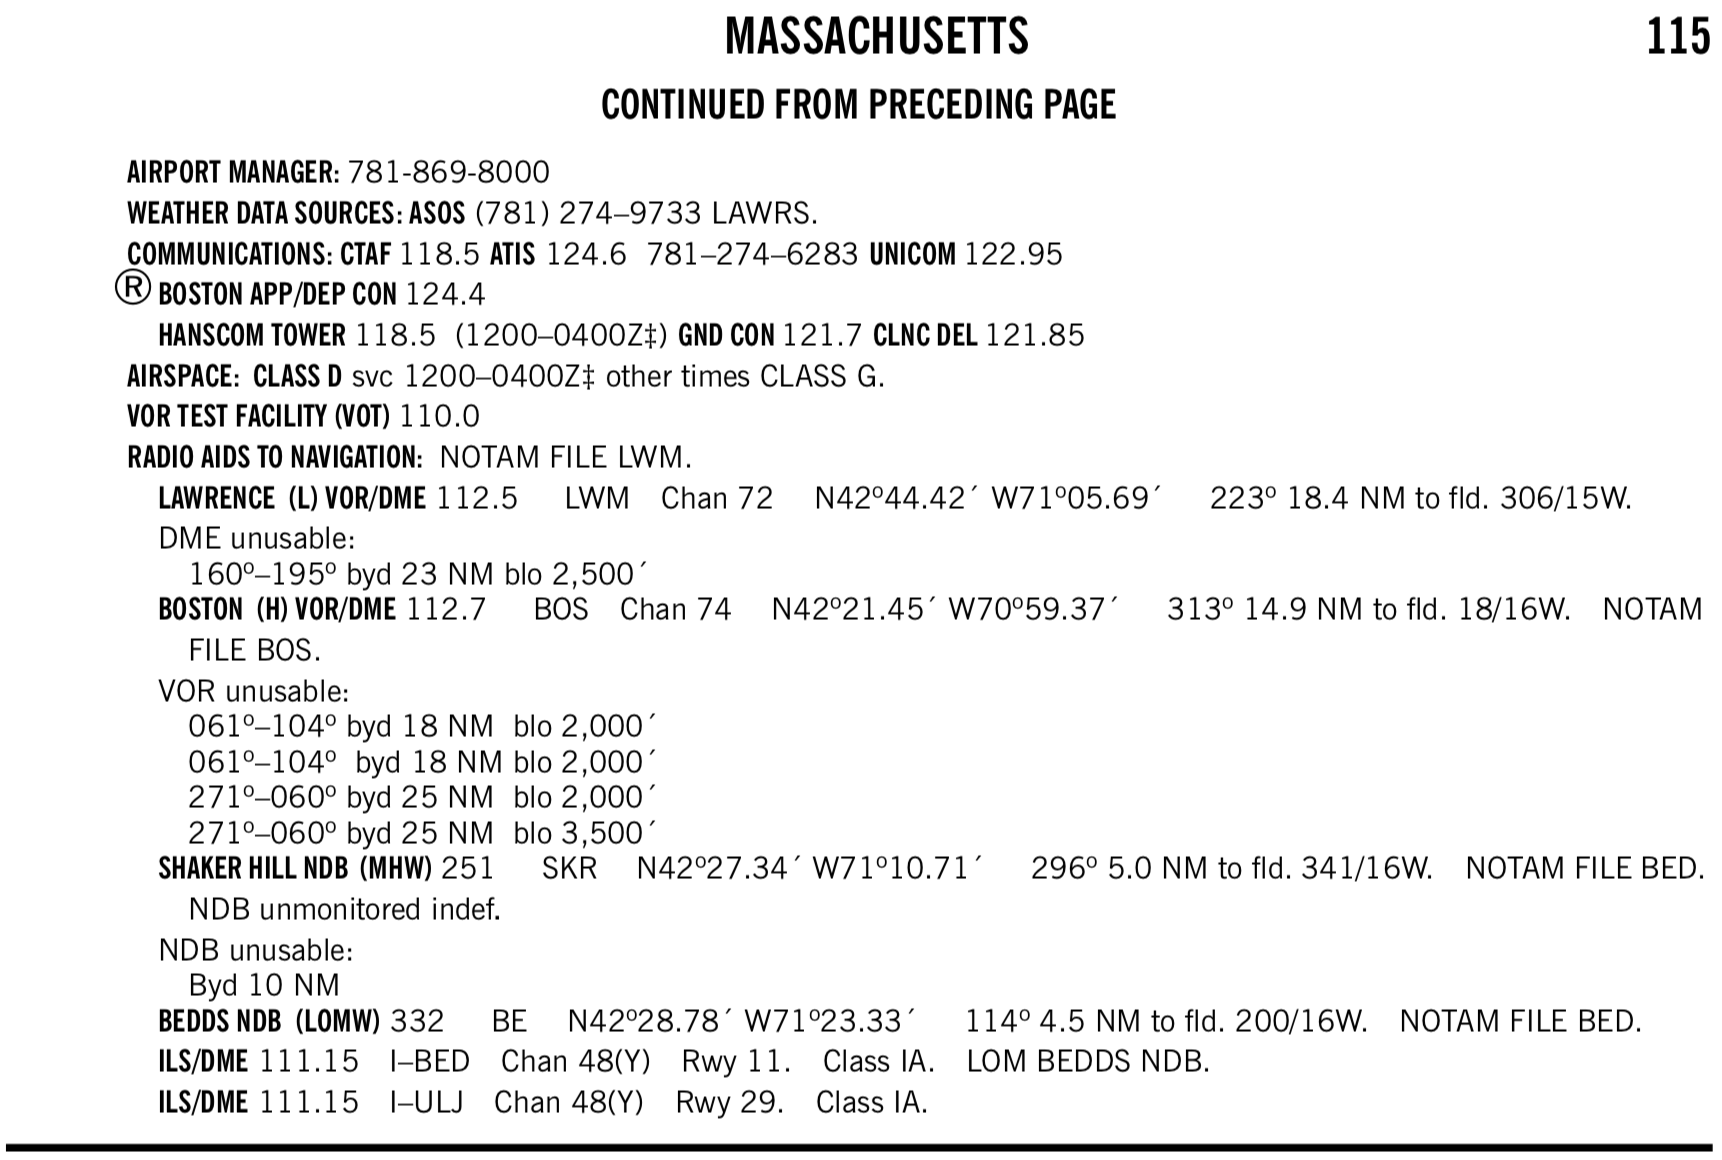 MASSACHUSETTS 115
CONTINUED FROM PRECEDING PAGE
AIRPORT MANAGER: 781-869-8000
WEATHER DATA SOURCES: ASOS (781) 274–9733 LAWRS.
COMMUNICATIONS: CTAF 118.5 ATIS 124.6 781–274–6283 UNICOM 122.95
Ⓡ BOSTON APP/DEP CON 124.4
HANSCOM TOWER 118.5 (1200–0400Z‡) GND CON 121.7 CLNC DEL 121.85
AIRSPACE: CLASS D svc 1200–0400Z‡ other times CLASS G.
VOR TEST FACILITY (VOT) 110.0
RADIO AIDS TO NAVIGATION: NOTAM FILE LWM.
LAWRENCE (L) VOR/DME 112.5 LWM Chan 72 N42º44.42´ W71º05.69´ 223º 18.4 NM to fld. 306/15W.
DME unusable:
160º–195º byd 23 NM blo 2,500´
BOSTON (H) VOR/DME 112.7 BOS Chan 74 N42º21.45´ W70º59.37´ 313º 14.9 NM to fld. 18/16W. NOTAM
FILE BOS.
VOR unusable:
061º–104º byd 18 NM blo 2,000´
061º–104º byd 18 NM blo 2,000´
271º–060º byd 25 NM blo 2,000´
271º–060º byd 25 NM blo 3,500´
SHAKER HILL NDB (MHW) 251 SKR N42º27.34´ W71º10.71´ 296º 5.0 NM to fld. 341/16W. NOTAM FILE BED.
NDB unmonitored indef.
NDB unusable:
Byd 10 NM
BEDDS NDB (LOMW) 332 BE N42º28.78´ W71º23.33´ 114º 4.5 NM to fld. 200/16W. NOTAM FILE BED.
ILS/DME 111.15 I–BED Chan 48(Y) Rwy 11. Class IA. LOM BEDDS NDB.
ILS/DME 111.15 I–ULJ Chan 48(Y) Rwy 29. Class IA.